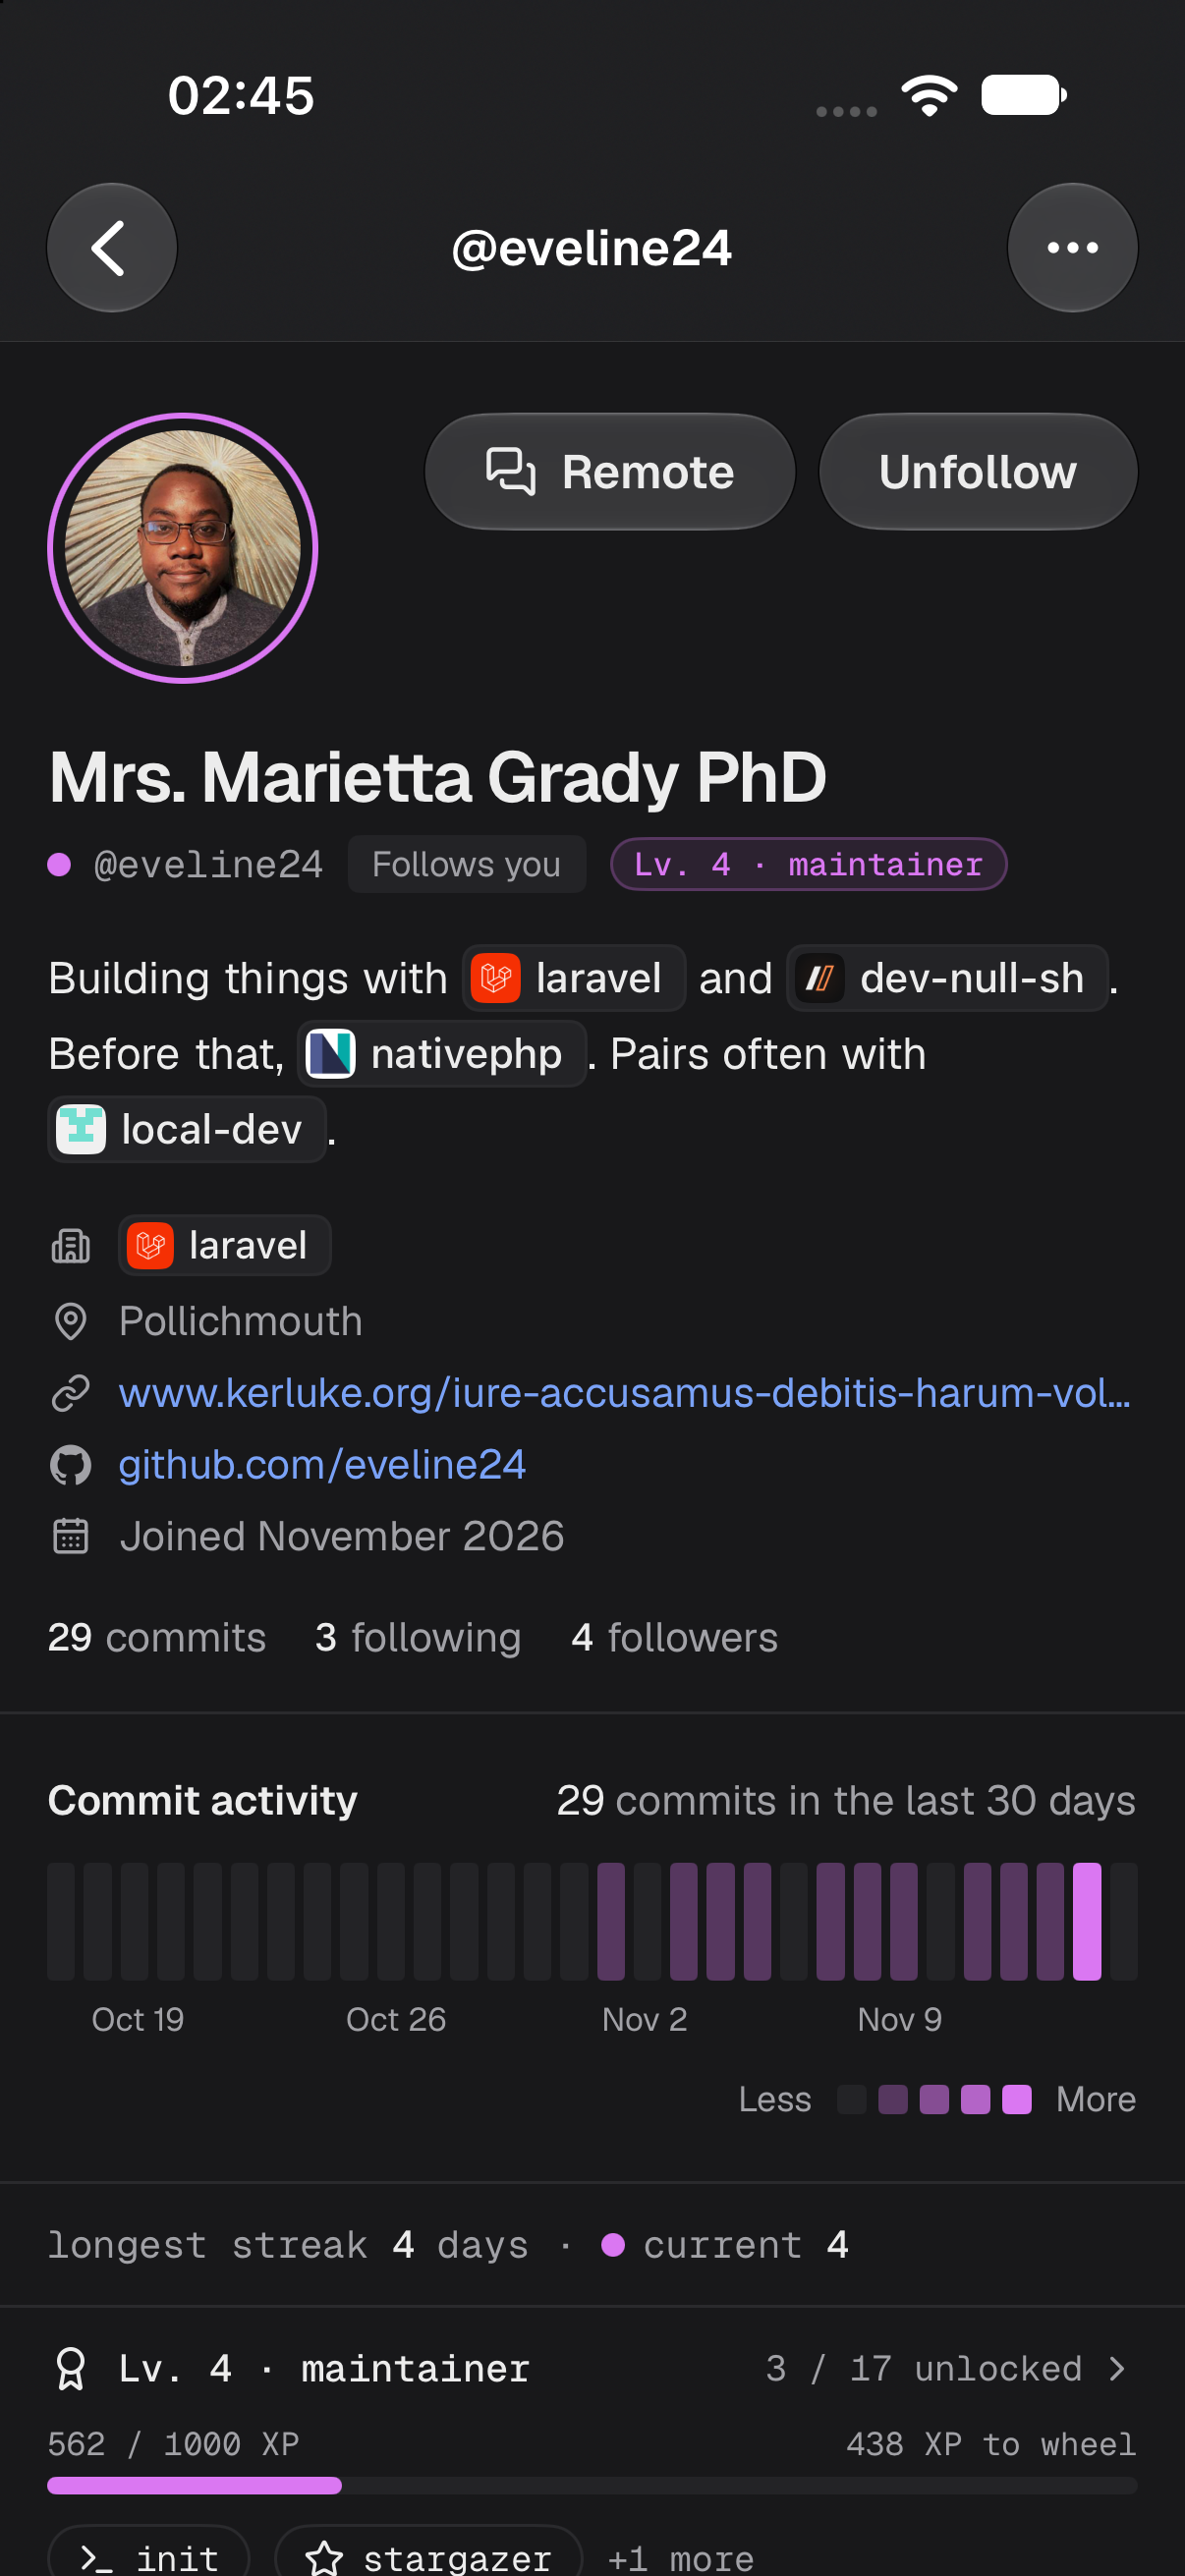 02:45
@eveline24
Remote
Unfollow
Mrs. Marietta Grady PhD
@eveline24 Follows you Lv. 4 · maintainer
Building things with laravel and dev-null-sh .
Before that, nativephp . Pairs often with
local-dev .
laravel
Pollichmouth
www.kerluke.org/iure-accusamus-debitis-harum-vol…
github.com/eveline24
Joined November 2026
29 commits 3 following 4 followers
Commit activity 29 commits in the last 30 days
Oct 19 Oct 26 Nov 2 Nov 9
Less More
longest streak 4 days · current 4
Lv. 4 · maintainer 3 / 17 unlocked
562 / 1000 XP 438 XP to wheel
init stargazer +1 more